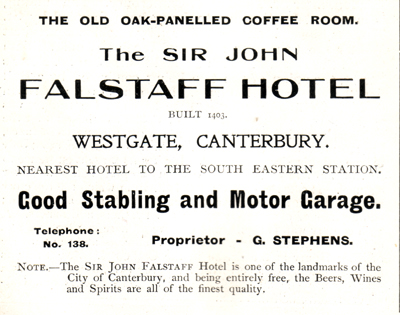 THE OLD OAK-PANELLED COFFEE ROOM.
The SIR JOHN
FALSTAFF HOTEL
BUILT 1403.
WESTGATE, CANTERBURY.
NEAREST HOTEL TO THE SOUTH EASTERN STATION.
Good Stabling and Motor Garage.
Telephone:
No. 138.
Proprietor - G. STEPHENS.
NOTE.—The SIR JOHN FALSTAFF Hotel is one of the landmarks of the
City of Canterbury, and being entirely free, the Beers, Wines
and Spirits are all of the finest quality.